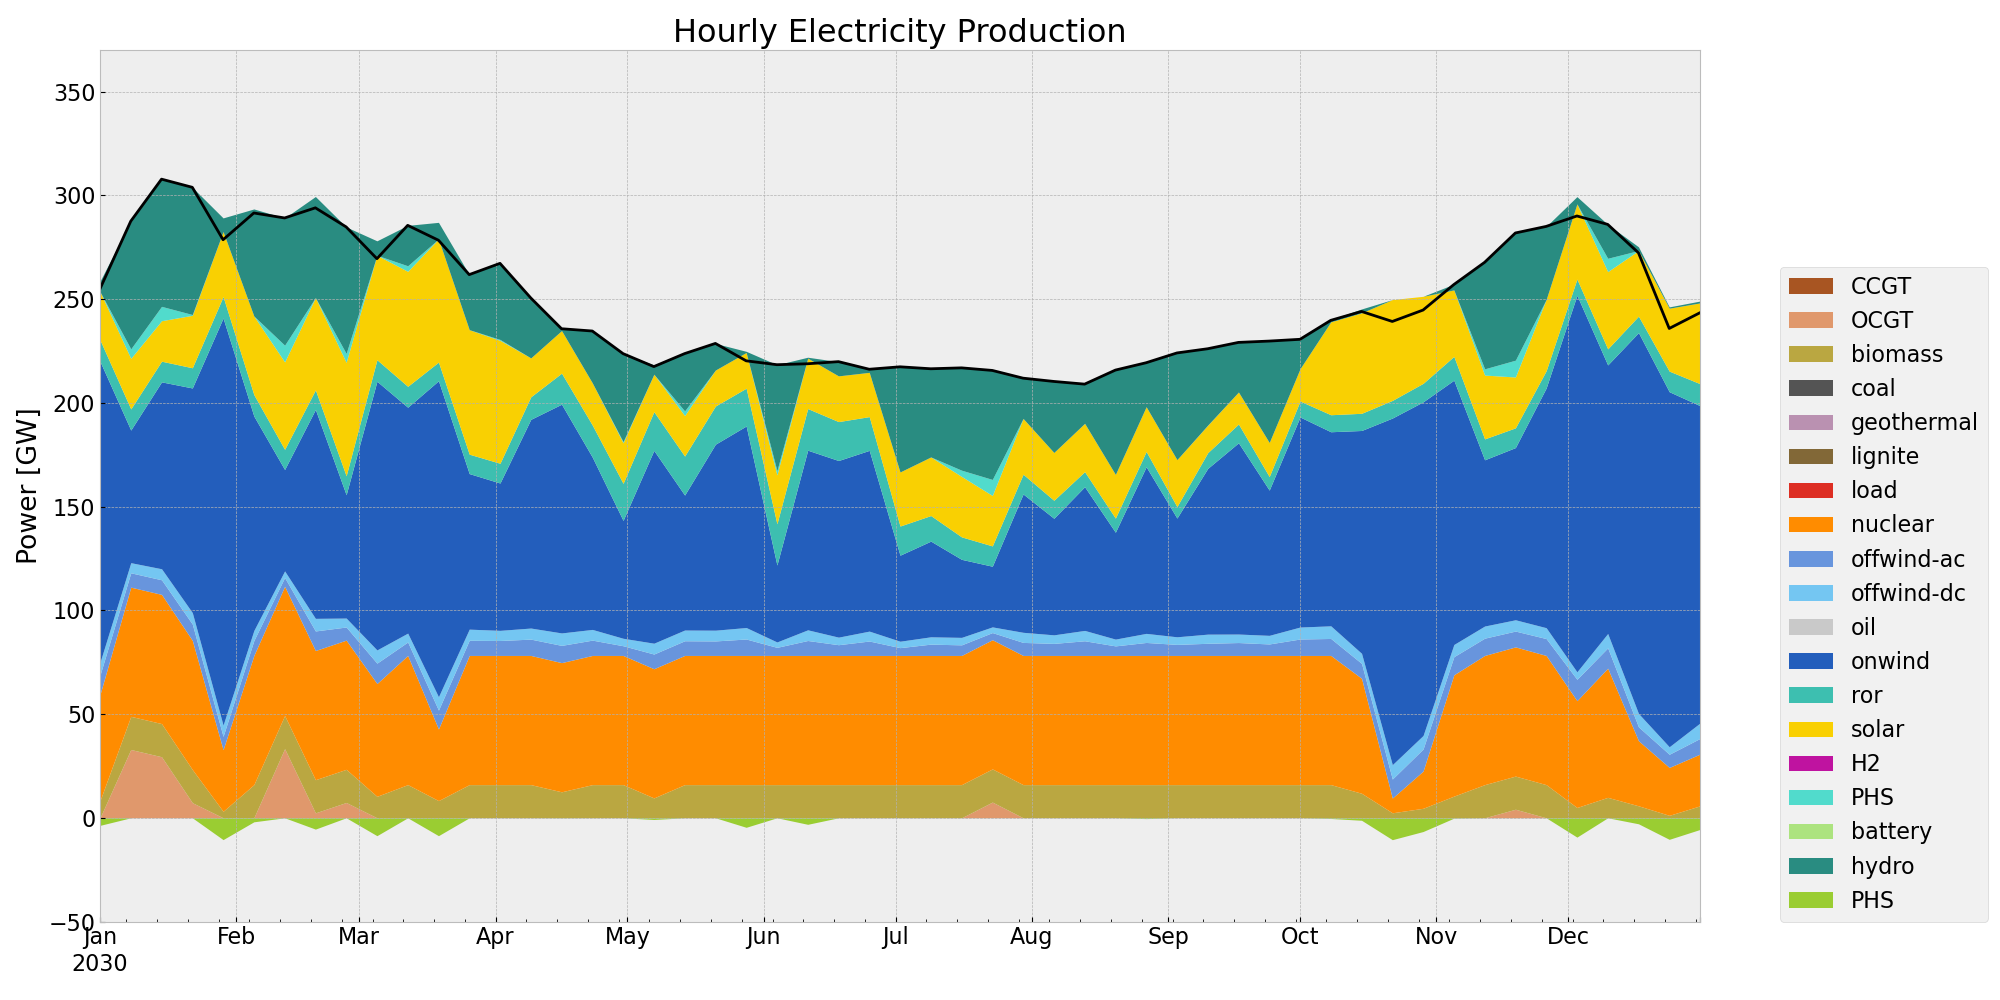 Hourly Electricity Production
Power [GW]
350
300
250
200
150
100
50
0
−50
Jan
2030
Feb
Mar
Apr
May
Jun
Jul
Aug
Sep
Oct
Nov
Dec
CCGT
OCGT
biomass
coal
geothermal
lignite
load
nuclear
offwind-ac
offwind-dc
oil
onwind
ror
solar
H2
PHS
battery
hydro
PHS